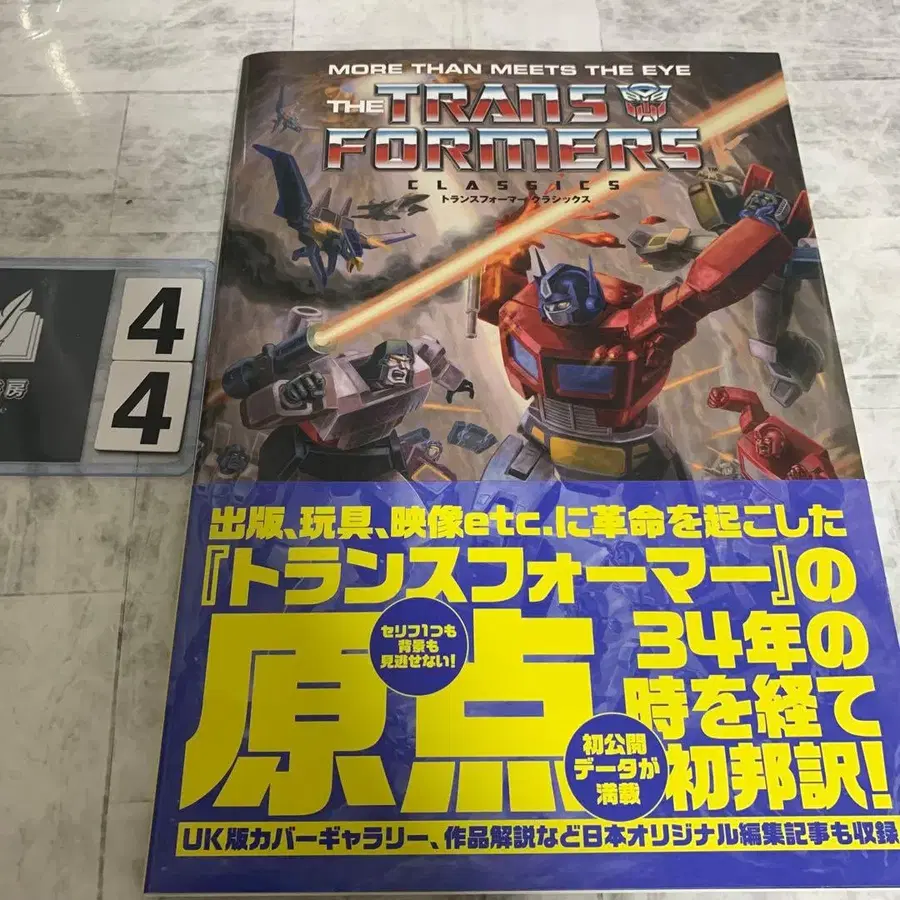 MORE THAN MEETS THE EYE
THE TRANS
FORMERS
CLASSICS
トランスフォーマー クラシックス
4
4
房
出版、玩具、映像etc.に革命を起こした
『トランスフォーマー』の
原点
セリフ1つも
背景も
見逃せない!
34年の
時を経て
初邦訳!
初公開
データが
満載
UK版カバーギャラリー、作品解説など日本オリジナル編集記事も収録